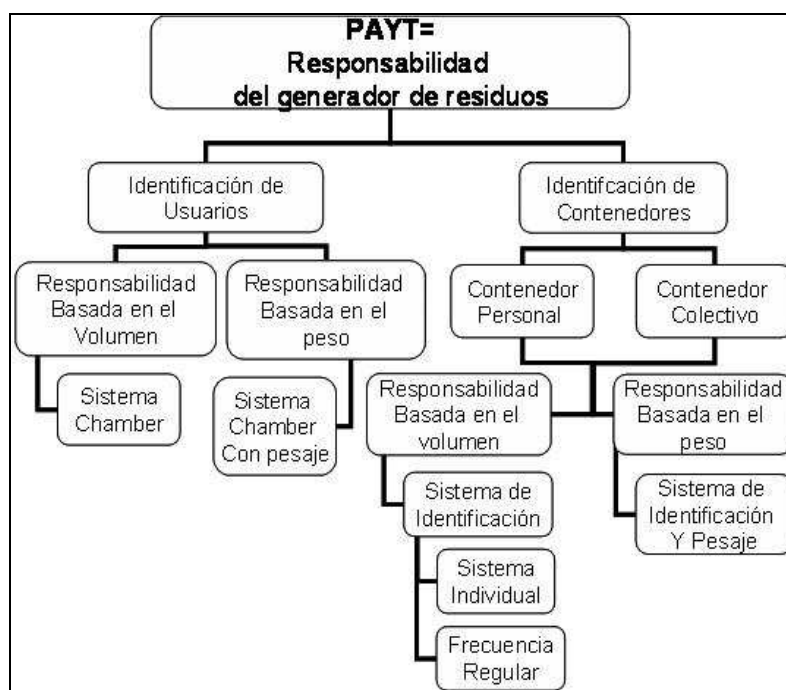 PAYT=
Responsabilidad
del generador de residuos
Identificación de
Usuarios
Identifcación de
Contenedores
Responsabilidad
Basada en el
Volumen
Responsabilidad
Basada en el
peso
Contenedor
Personal
Contenedor
Colectivo
Sistema
Chamber
Sistema
Chamber
Con pesaje
Responsabilidad
Basada en el
volumen
Responsabilidad
Basada en el
peso
Sistema de
Identificación
Sistema de
Identificación
Y Pesaje
Sistema
Individual
Frecuencia
Regular